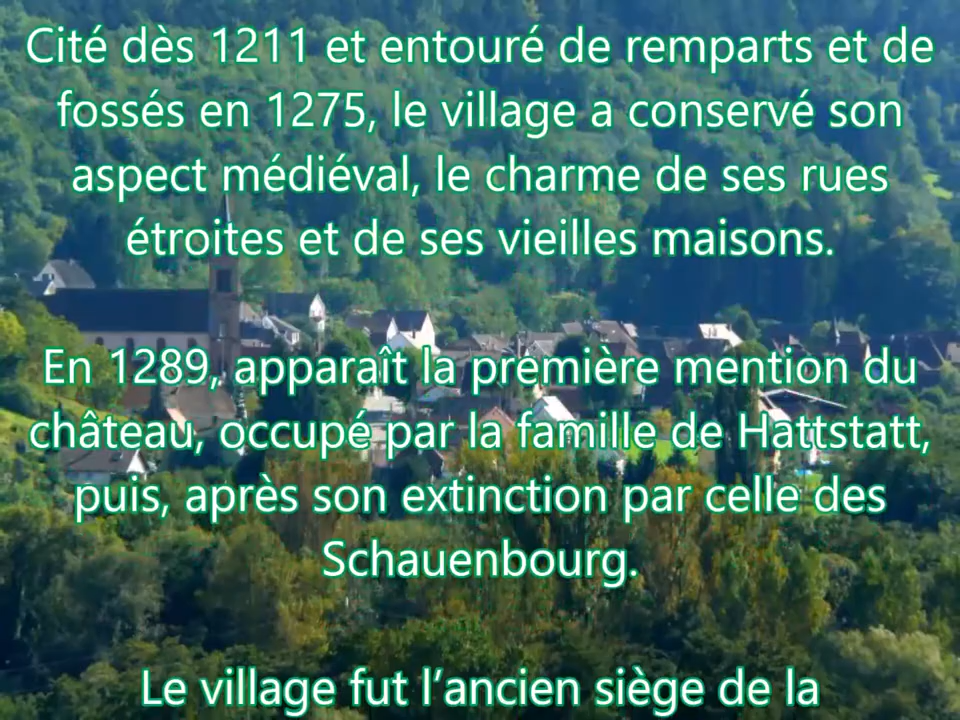 Cité dès 1211 et entouré de remparts et de
fossés en 1275, le village a conservé son
aspect médiéval, le charme de ses rues
étroites et de ses vieilles maisons.
En 1289, apparaît la première mention du
château, occupé par la famille de Hattstatt,
puis, après son extinction par celle des
Schauenbourg.
Le village fut l’ancien siège de la